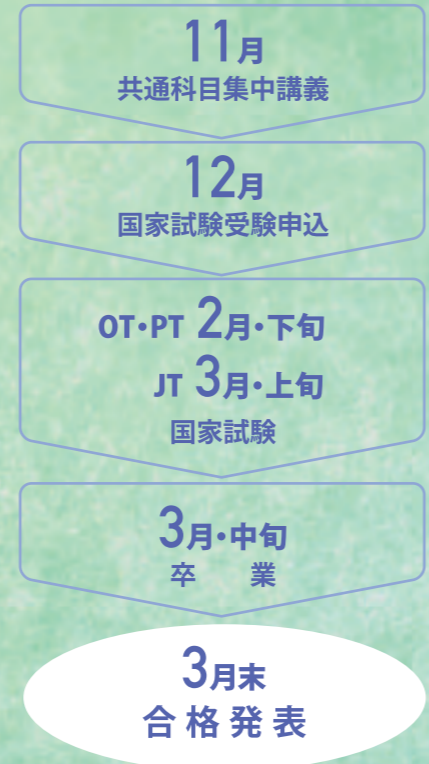 11月
共通科目集中講義
12月
国家試験受験申込
OT・PT 2月・下旬
JT 3月・上旬
国家試験
3月・中旬
卒　業
3月末
合格発表